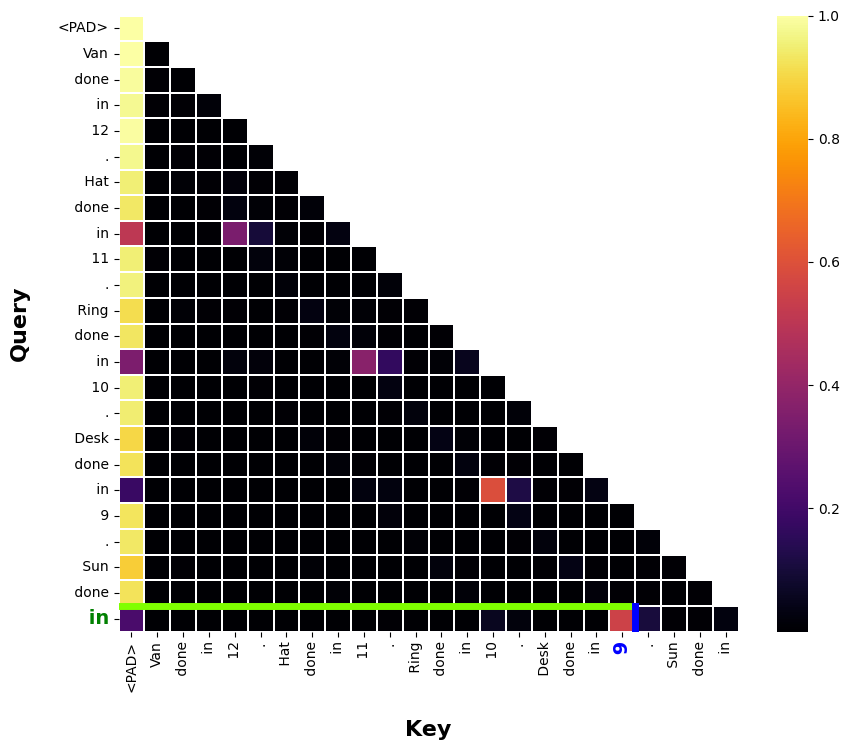 <PAD>
Van
done
in
12
.
Hat
done
in
11
.
Ring
done
in
10
.
Desk
done
in
9
.
Sun
done
in
Query
<PAD> Van done in 12 . Hat done in 11 . Ring done in 10 . Desk done in 9 . Sun done in
Key
1.0
0.8
0.6
0.4
0.2